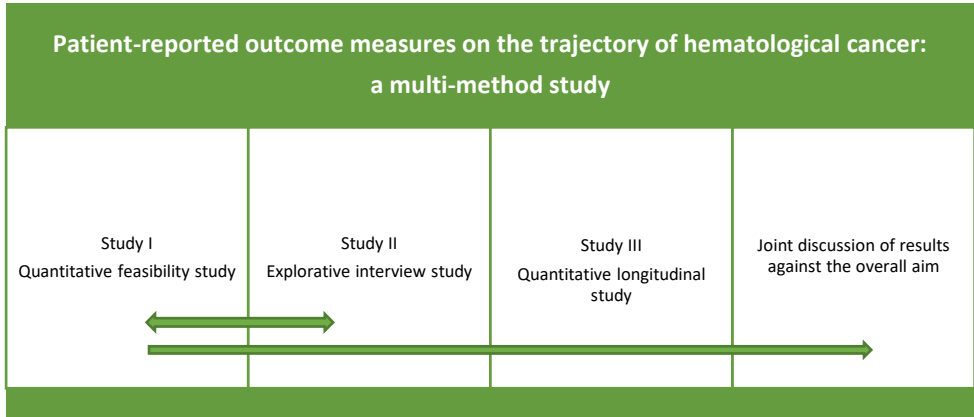 Patient-reported outcome measures on the trajectory of hematological cancer:
a multi-method study
Study I
Quantitative feasibility study
Study II
Explorative interview study
Study III
Quantitative longitudinal
study
Joint discussion of results
against the overall aim